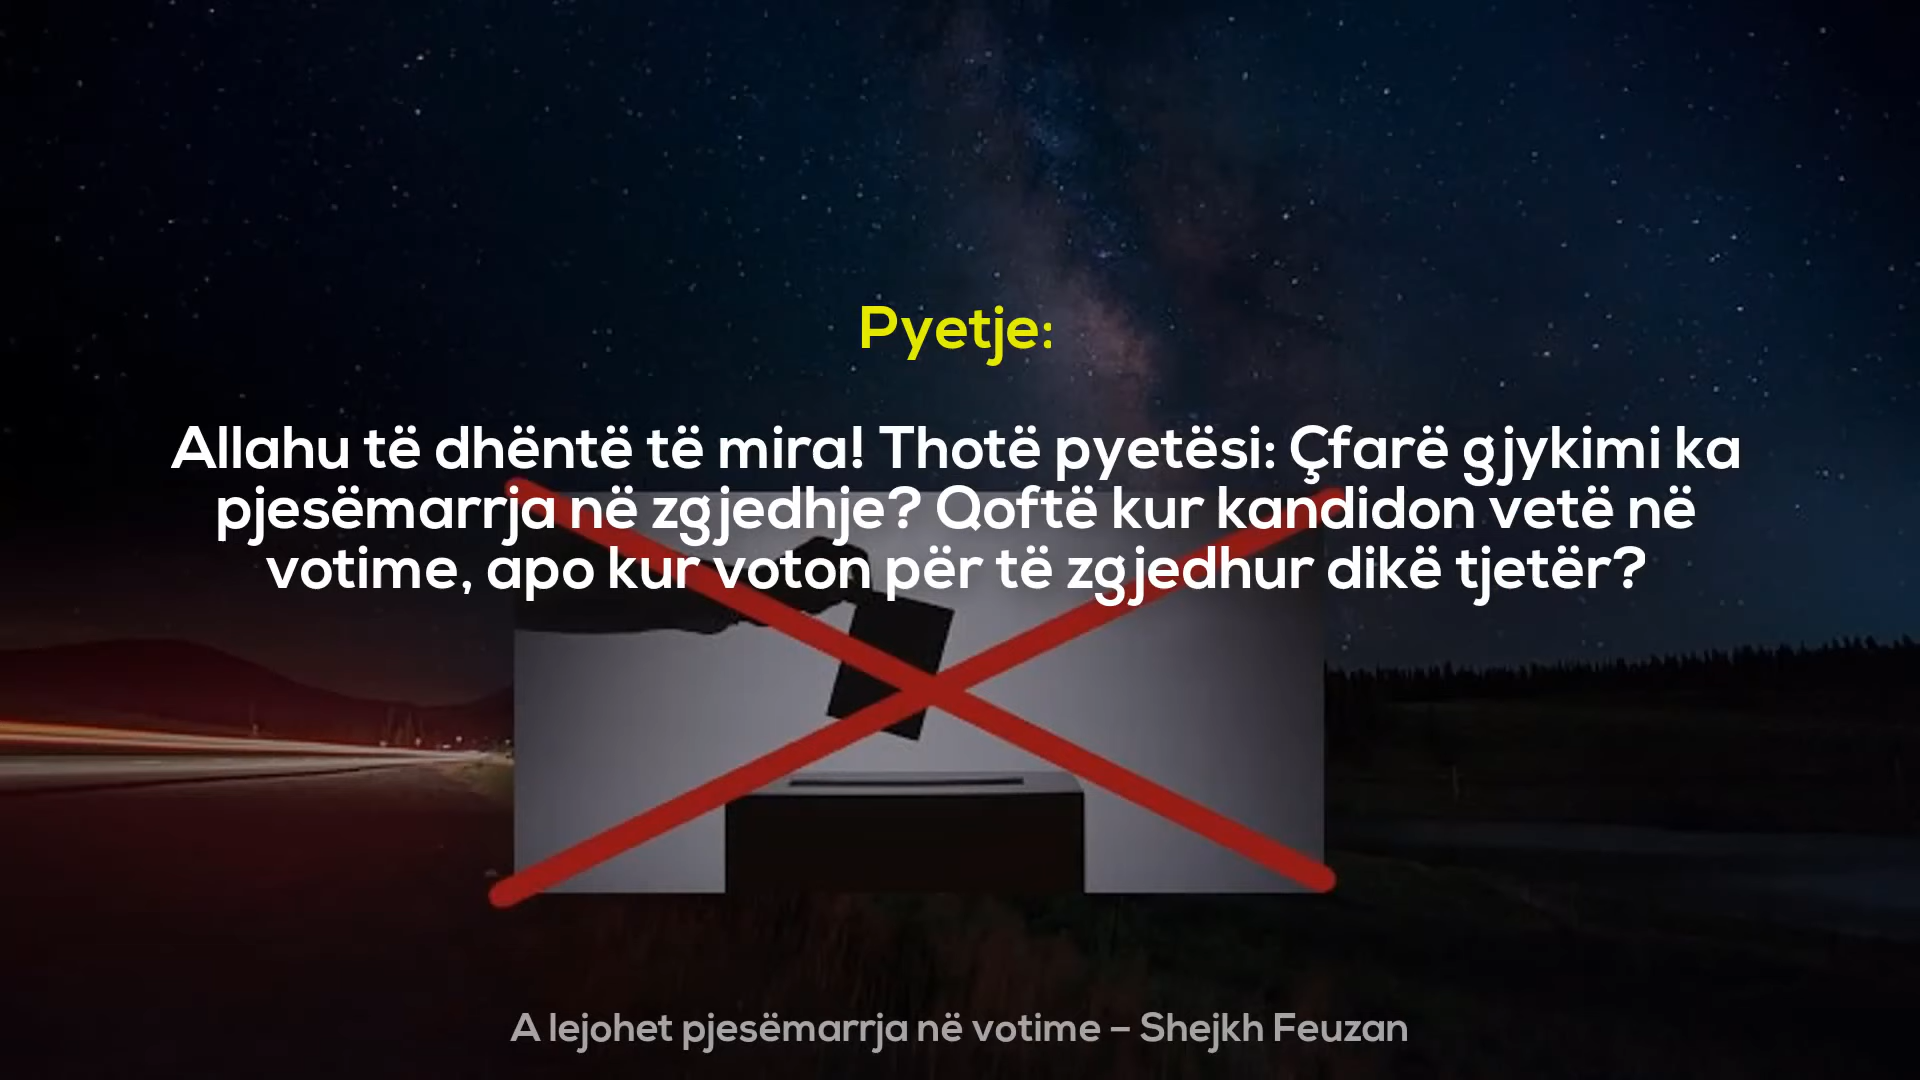 Pyetje:
Allahu të dhëntë të mira! Thotë pyetësi: Çfarë gjykimi ka
pjesëmarrja në zgjedhje? Qoftë kur kandidon vetë në
votime, apo kur voton për të zgjedhur dikë tjetër?
A lejohet pjesëmarrja në votime – Shejkh Feuzan